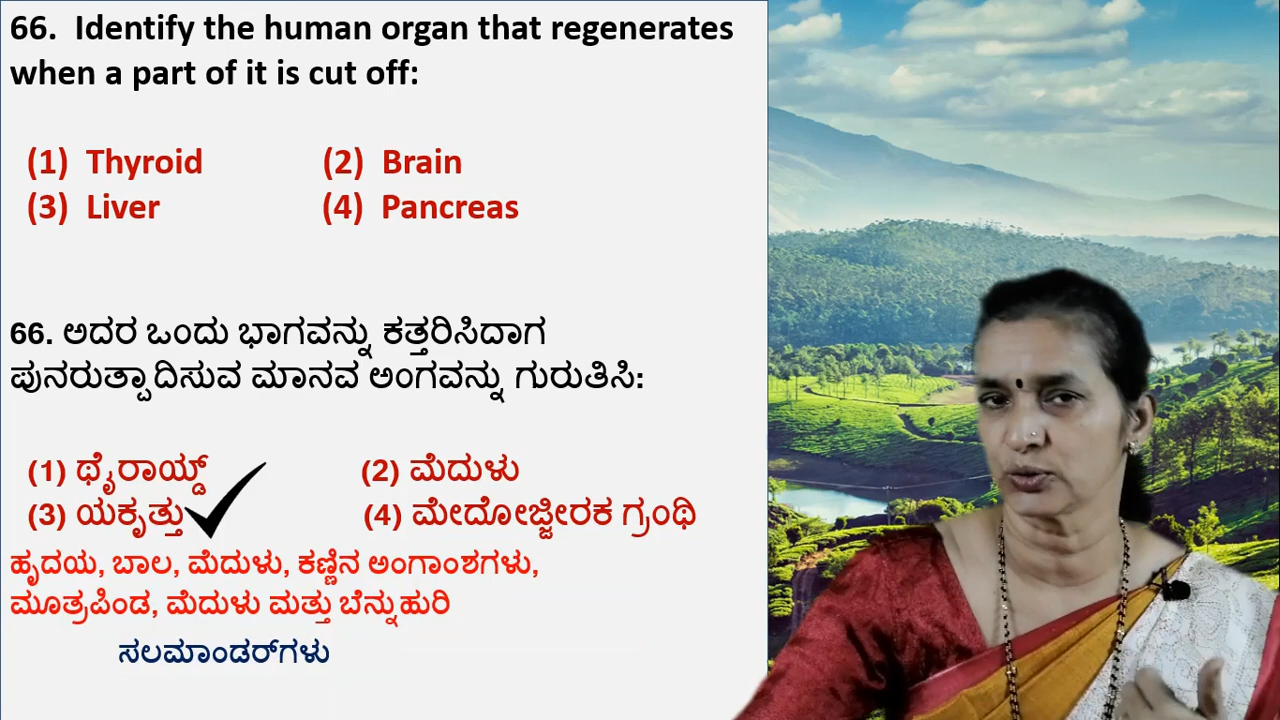 66. Identify the human organ that regenerates
when a part of it is cut off:
(1) Thyroid (2) Brain
(3) Liver (4) Pancreas
66. ಅದರ ಒಂದು ಭಾಗವನ್ನು ಕತ್ತರಿಸಿದಾಗ
ಪುನರುತ್ಪಾದಿಸುವ ಮಾನವ ಅಂಗವನ್ನು ಗುರುತಿಸಿ:
(1) ಥೈರಾಯ್ಡ್ (2) ಮೆದುಳು
(3) ಯಕೃತ್ತು (4) ಮೇದೋಜ್ಜೀರಕ ಗ್ರಂಥಿ
ಹೃದಯ, ಬಾಲ, ಮೆದುಳು, ಕಣ್ಣಿನ ಅಂಗಾಂಶಗಳು,
ಮೂತ್ರಪಿಂಡ, ಮೆದುಳು ಮತ್ತು ಬೆನ್ನುಹುರಿ
ಸಲಮಾಂಡರ್‌ಗಳು